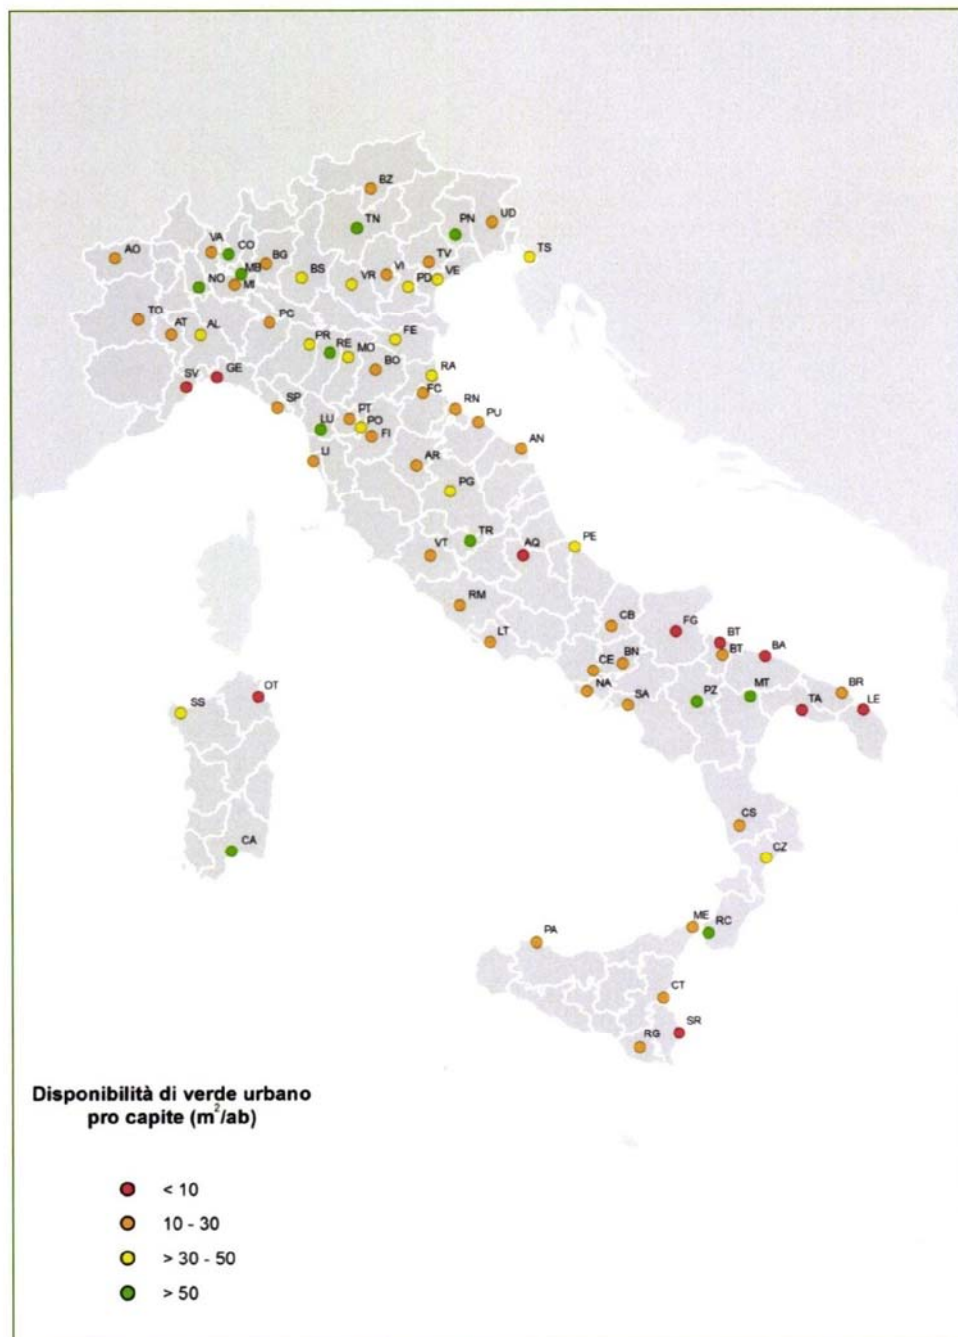 BZ
TN
PN
UD
TS
AO
VA
CO
BG
MB
NO
MI
BS
VR
VI
TV
PD
VE
TO
AT
AL
PC
PR
RE
MO
FE
BO
RA
SV
GE
SP
FC
RN
PU
LU
PT
PO
FI
AN
LI
AR
PG
TR
VT
AQ
PE
RM
LT
CB
FG
BT
BT
BA
CE
BN
NA
SA
PZ
MT
TA
BR
LE
OT
SS
CA
CS
CZ
ME
RC
PA
CT
SR
RG
Disponibilità di verde urbano
pro capite (m²/ab)
< 10
10 - 30
> 30 - 50
> 50